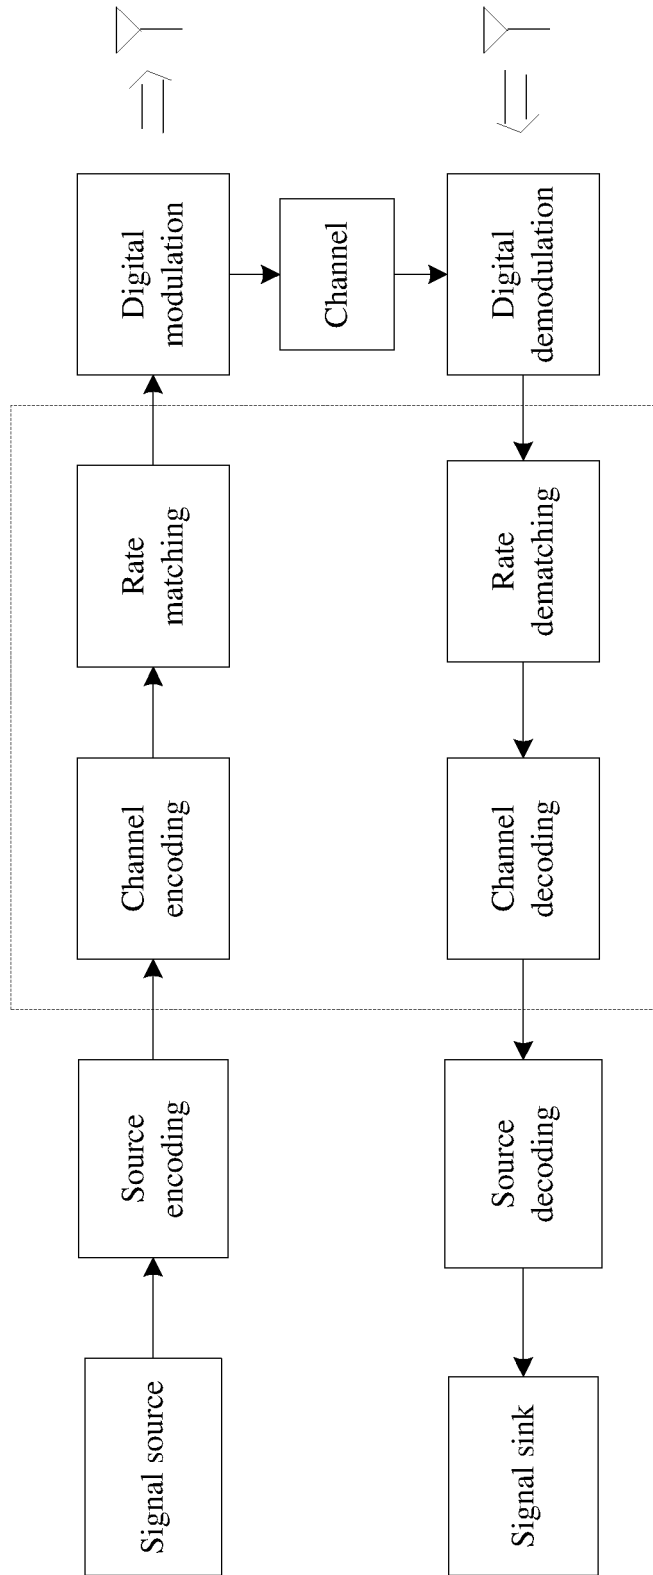 Signal source
Source
encoding
Channel
encoding
Rate
matching
Digital
modulation
Channel
Signal sink
Source
decoding
Channel
decoding
Rate
dematching
Digital
demodulation